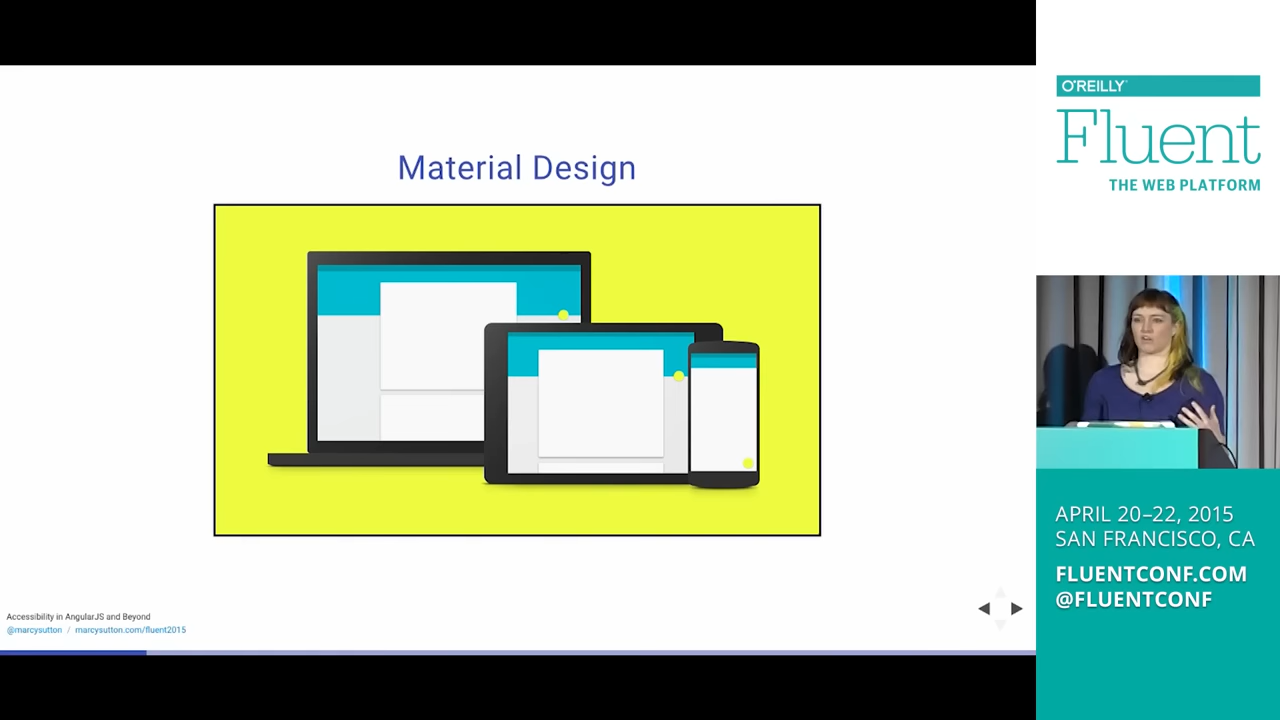 Material Design
Accessibility in AngularJS and Beyond
@marcysutton / marcysutton.com/fluent2015
O'REILLY™
Fluent
THE WEB PLATFORM
APRIL 20–22, 2015
SAN FRANCISCO, CA
FLUENTCONF.COM
@FLUENTCONF